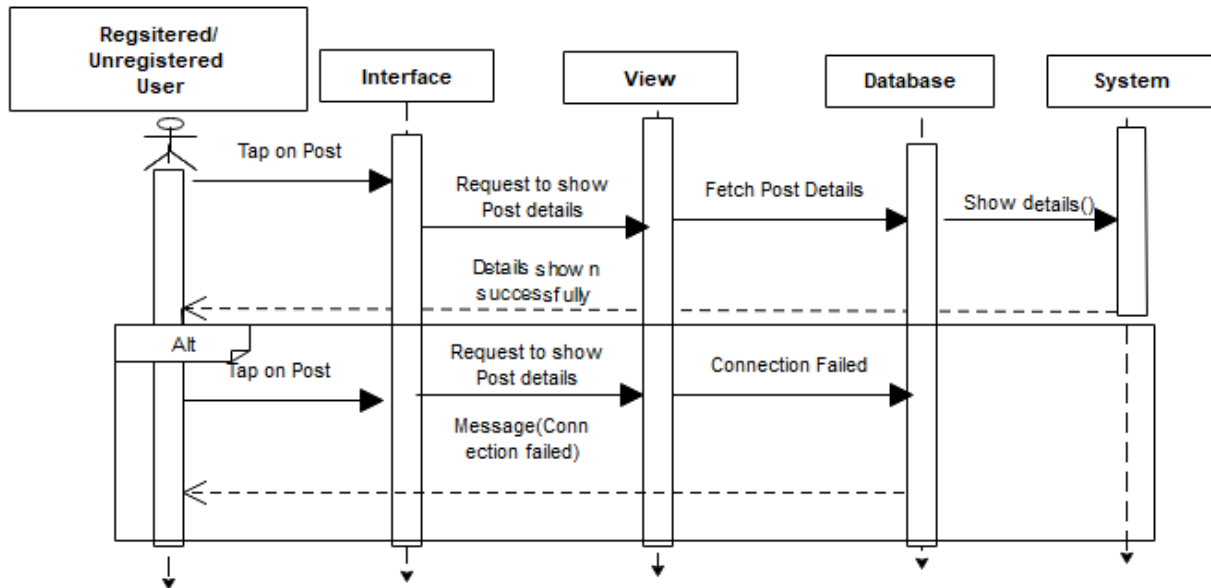 Regsitered/
Unregistered
User
Interface
View
Database
System
Tap on Post
Request to show
Post details
Fetch Post Details
Show details()
Details shown
successfully
Alt
Tap on Post
Request to show
Post details
Connection Failed
Message(Conn
ection failed)